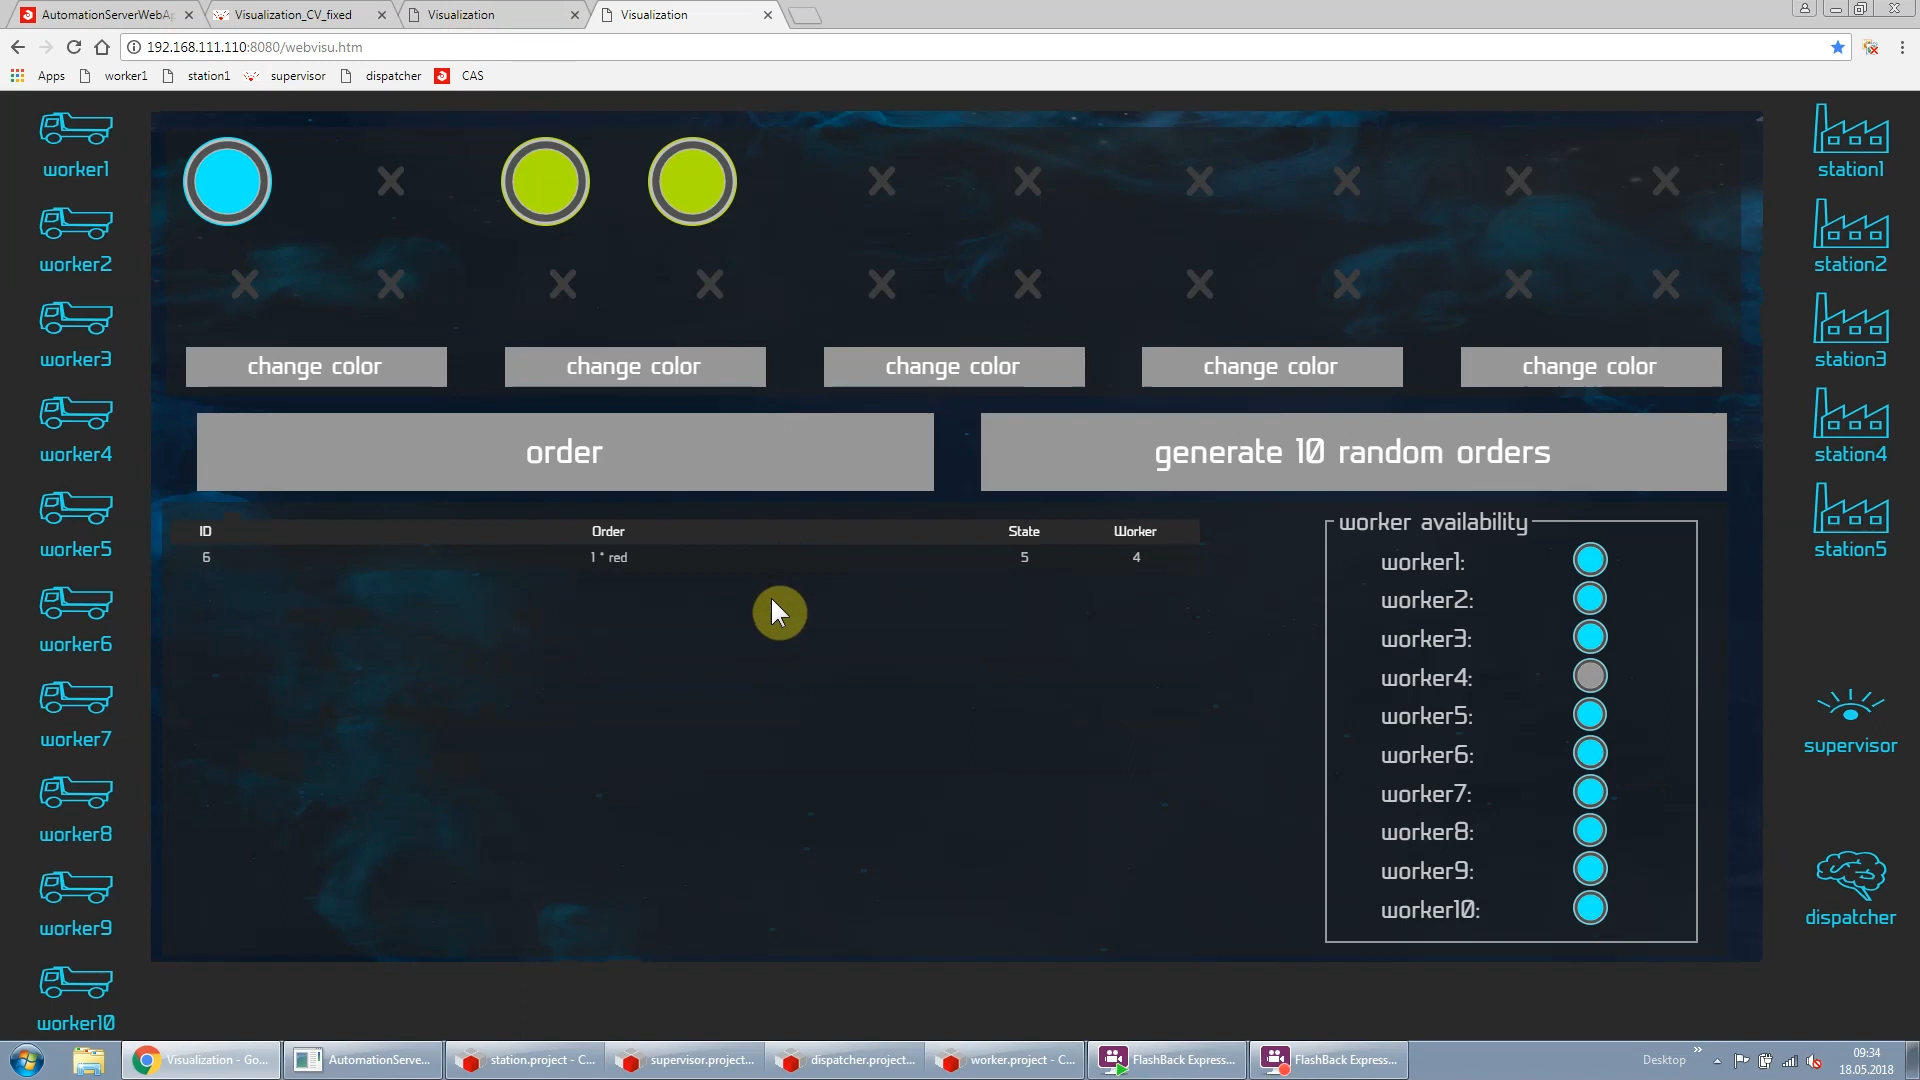 AutomationServerWebAp
Visualization_CV_fixed
Visualization
Visualization
192.168.111.110:8080/webvisu.htm
Apps
worker1
station1
supervisor
dispatcher
CAS
worker1
worker2
worker3
worker4
worker5
worker6
worker7
worker8
worker9
worker10
change color
change color
change color
change color
change color
order
generate 10 random orders
ID Order State Worker
6 1 * red 5 4
worker availability
worker1:
worker2:
worker3:
worker4:
worker5:
worker6:
worker7:
worker8:
worker9:
worker10:
station1
station2
station3
station4
station5
supervisor
dispatcher
Visualization - Go...
AutomationServe...
station.project - C...
supervisor.project...
dispatcher.project...
worker.project - C...
FlashBack Express...
FlashBack Express...
Desktop
09:34
18.05.2018